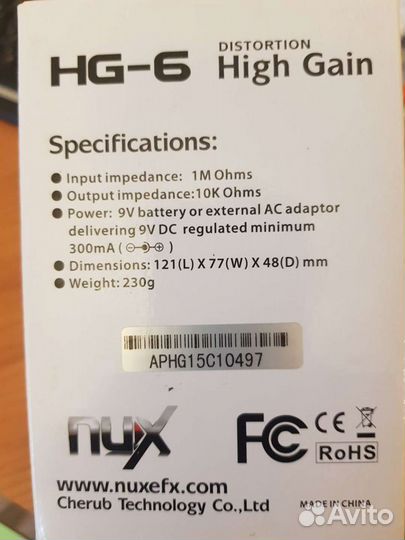 DISTORTION
HG-6 High Gain
Specifications:
● Input impedance: 1M Ohms
● Output impedance:10K Ohms
● Power: 9V battery or external AC adaptor
delivering 9V DC regulated minimum
300mA ( ⊖-●-⊕ )
● Dimensions: 121(L) X 77(W) X 48(D) mm
● Weight: 230g
APHG15C10497
nux FC CE
RoHS
www.nuxefx.com
Cherub Technology Co.,Ltd MADE IN CHINA
Avito